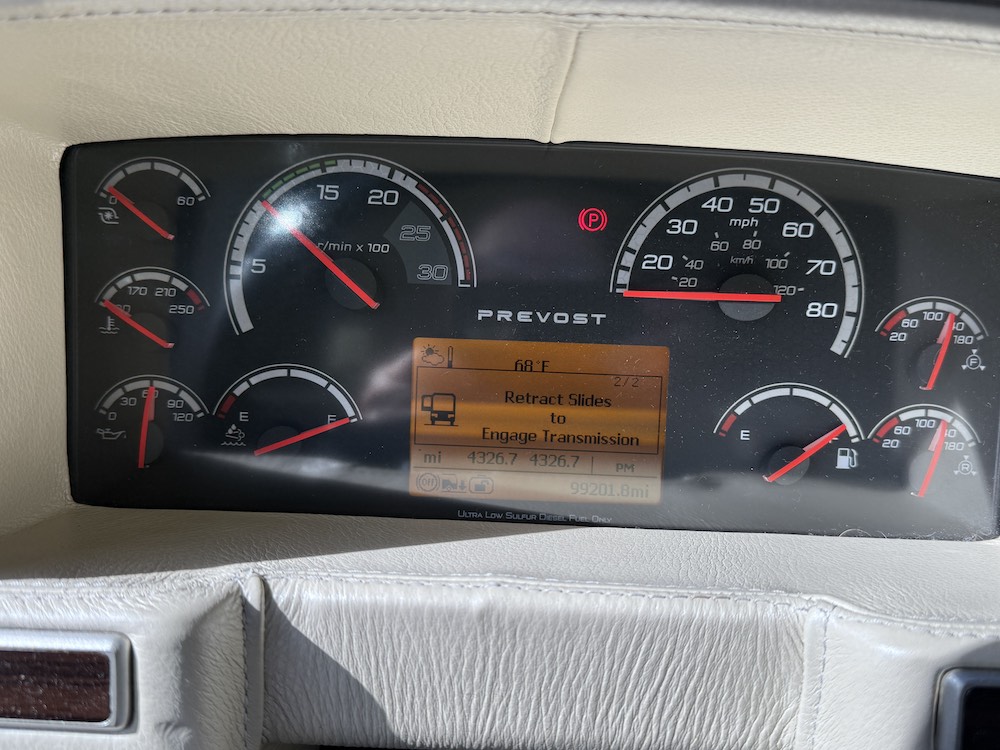 0 60
5 15 20 25 30
r/min x 100
P
20 30 40 50 60 70 80
mph
20 40 60 80 100 120
km/h
PREVOST
170 210 250
0 30 90 120
E F
68°F
2/2
Retract Slides
to
Engage Transmission
mi 4326.7 4326.7 PM
99201.8mi
E
20 60 100 180
F
20 60 100 180
R
Ultra Low Sulfur Diesel Fuel Only